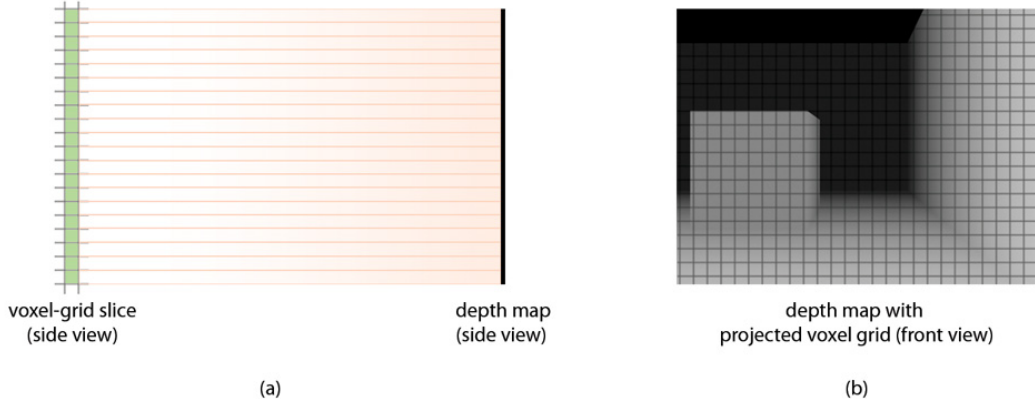 voxel-grid slice
(side view)
depth map
(side view)
depth map with
projected voxel grid (front view)
(a)
(b)